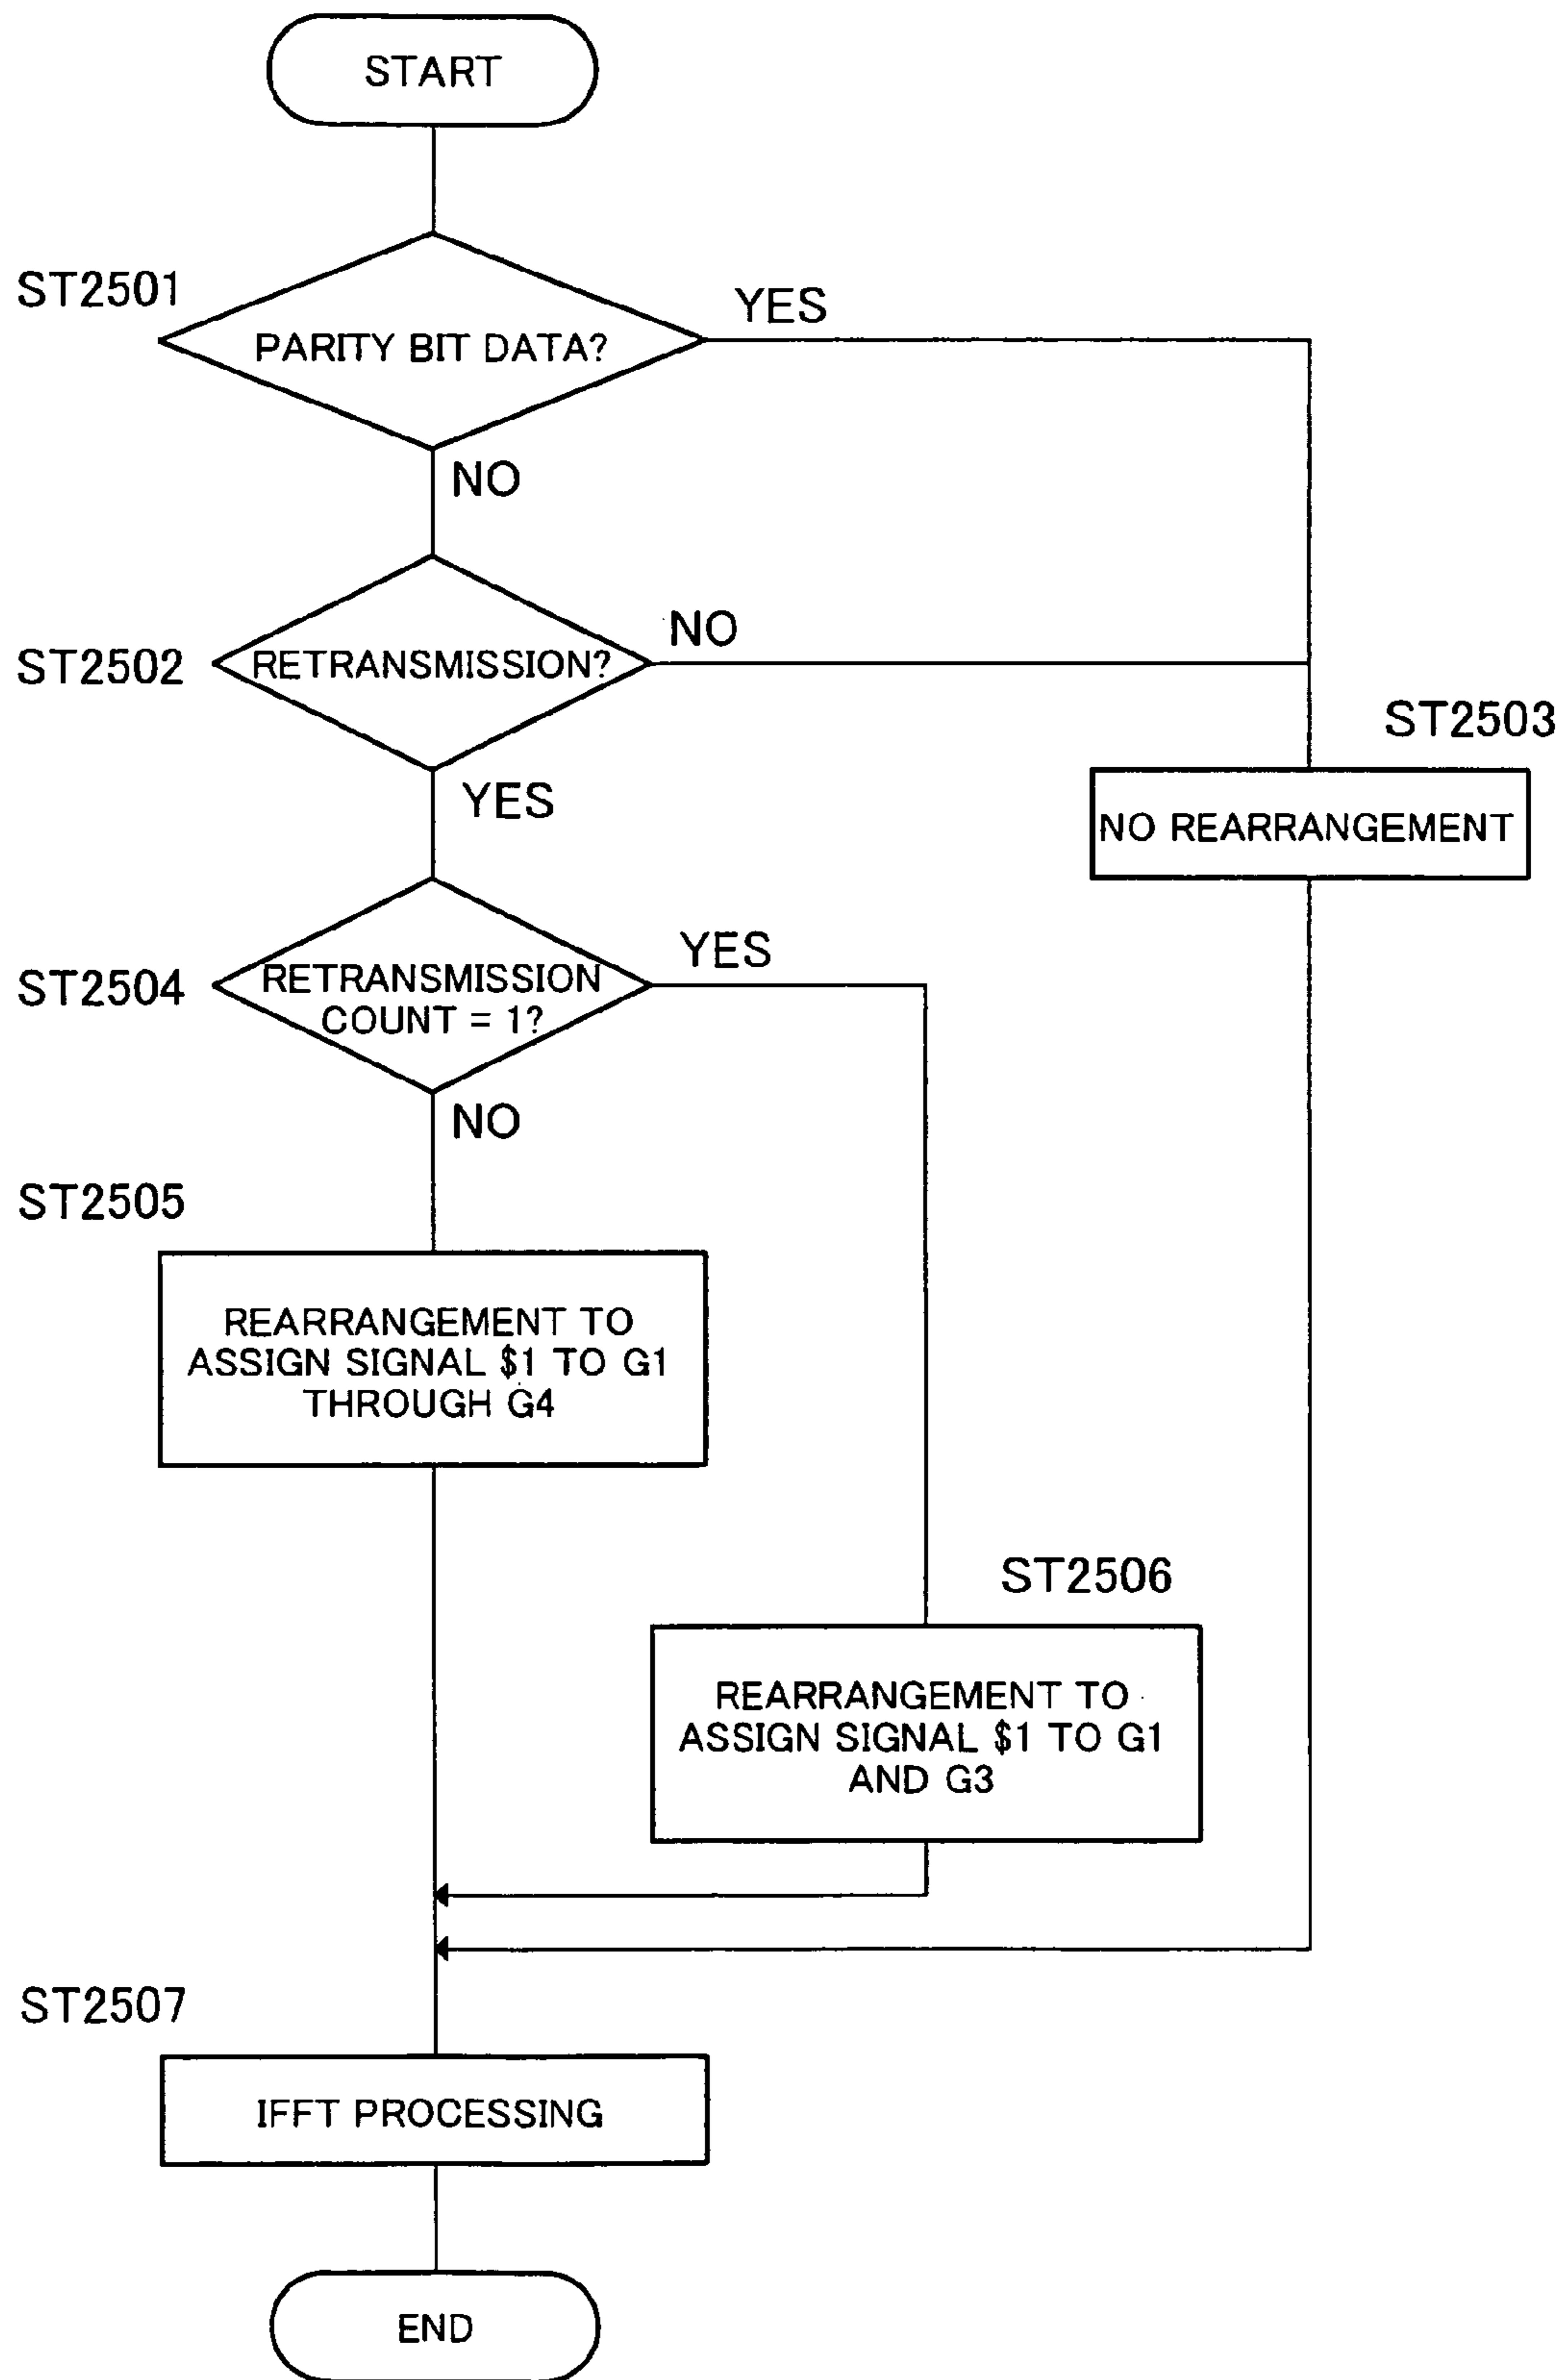 START
ST2501
PARITY BIT DATA?
YES
NO
ST2502
RETRANSMISSION?
NO
YES
ST2503
NO REARRANGEMENT
ST2504
RETRANSMISSION
COUNT = 1?
YES
NO
ST2505
REARRANGEMENT TO
ASSIGN SIGNAL $1 TO G1
THROUGH G4
ST2506
REARRANGEMENT TO
ASSIGN SIGNAL $1 TO G1
AND G3
ST2507
IFFT PROCESSING
END